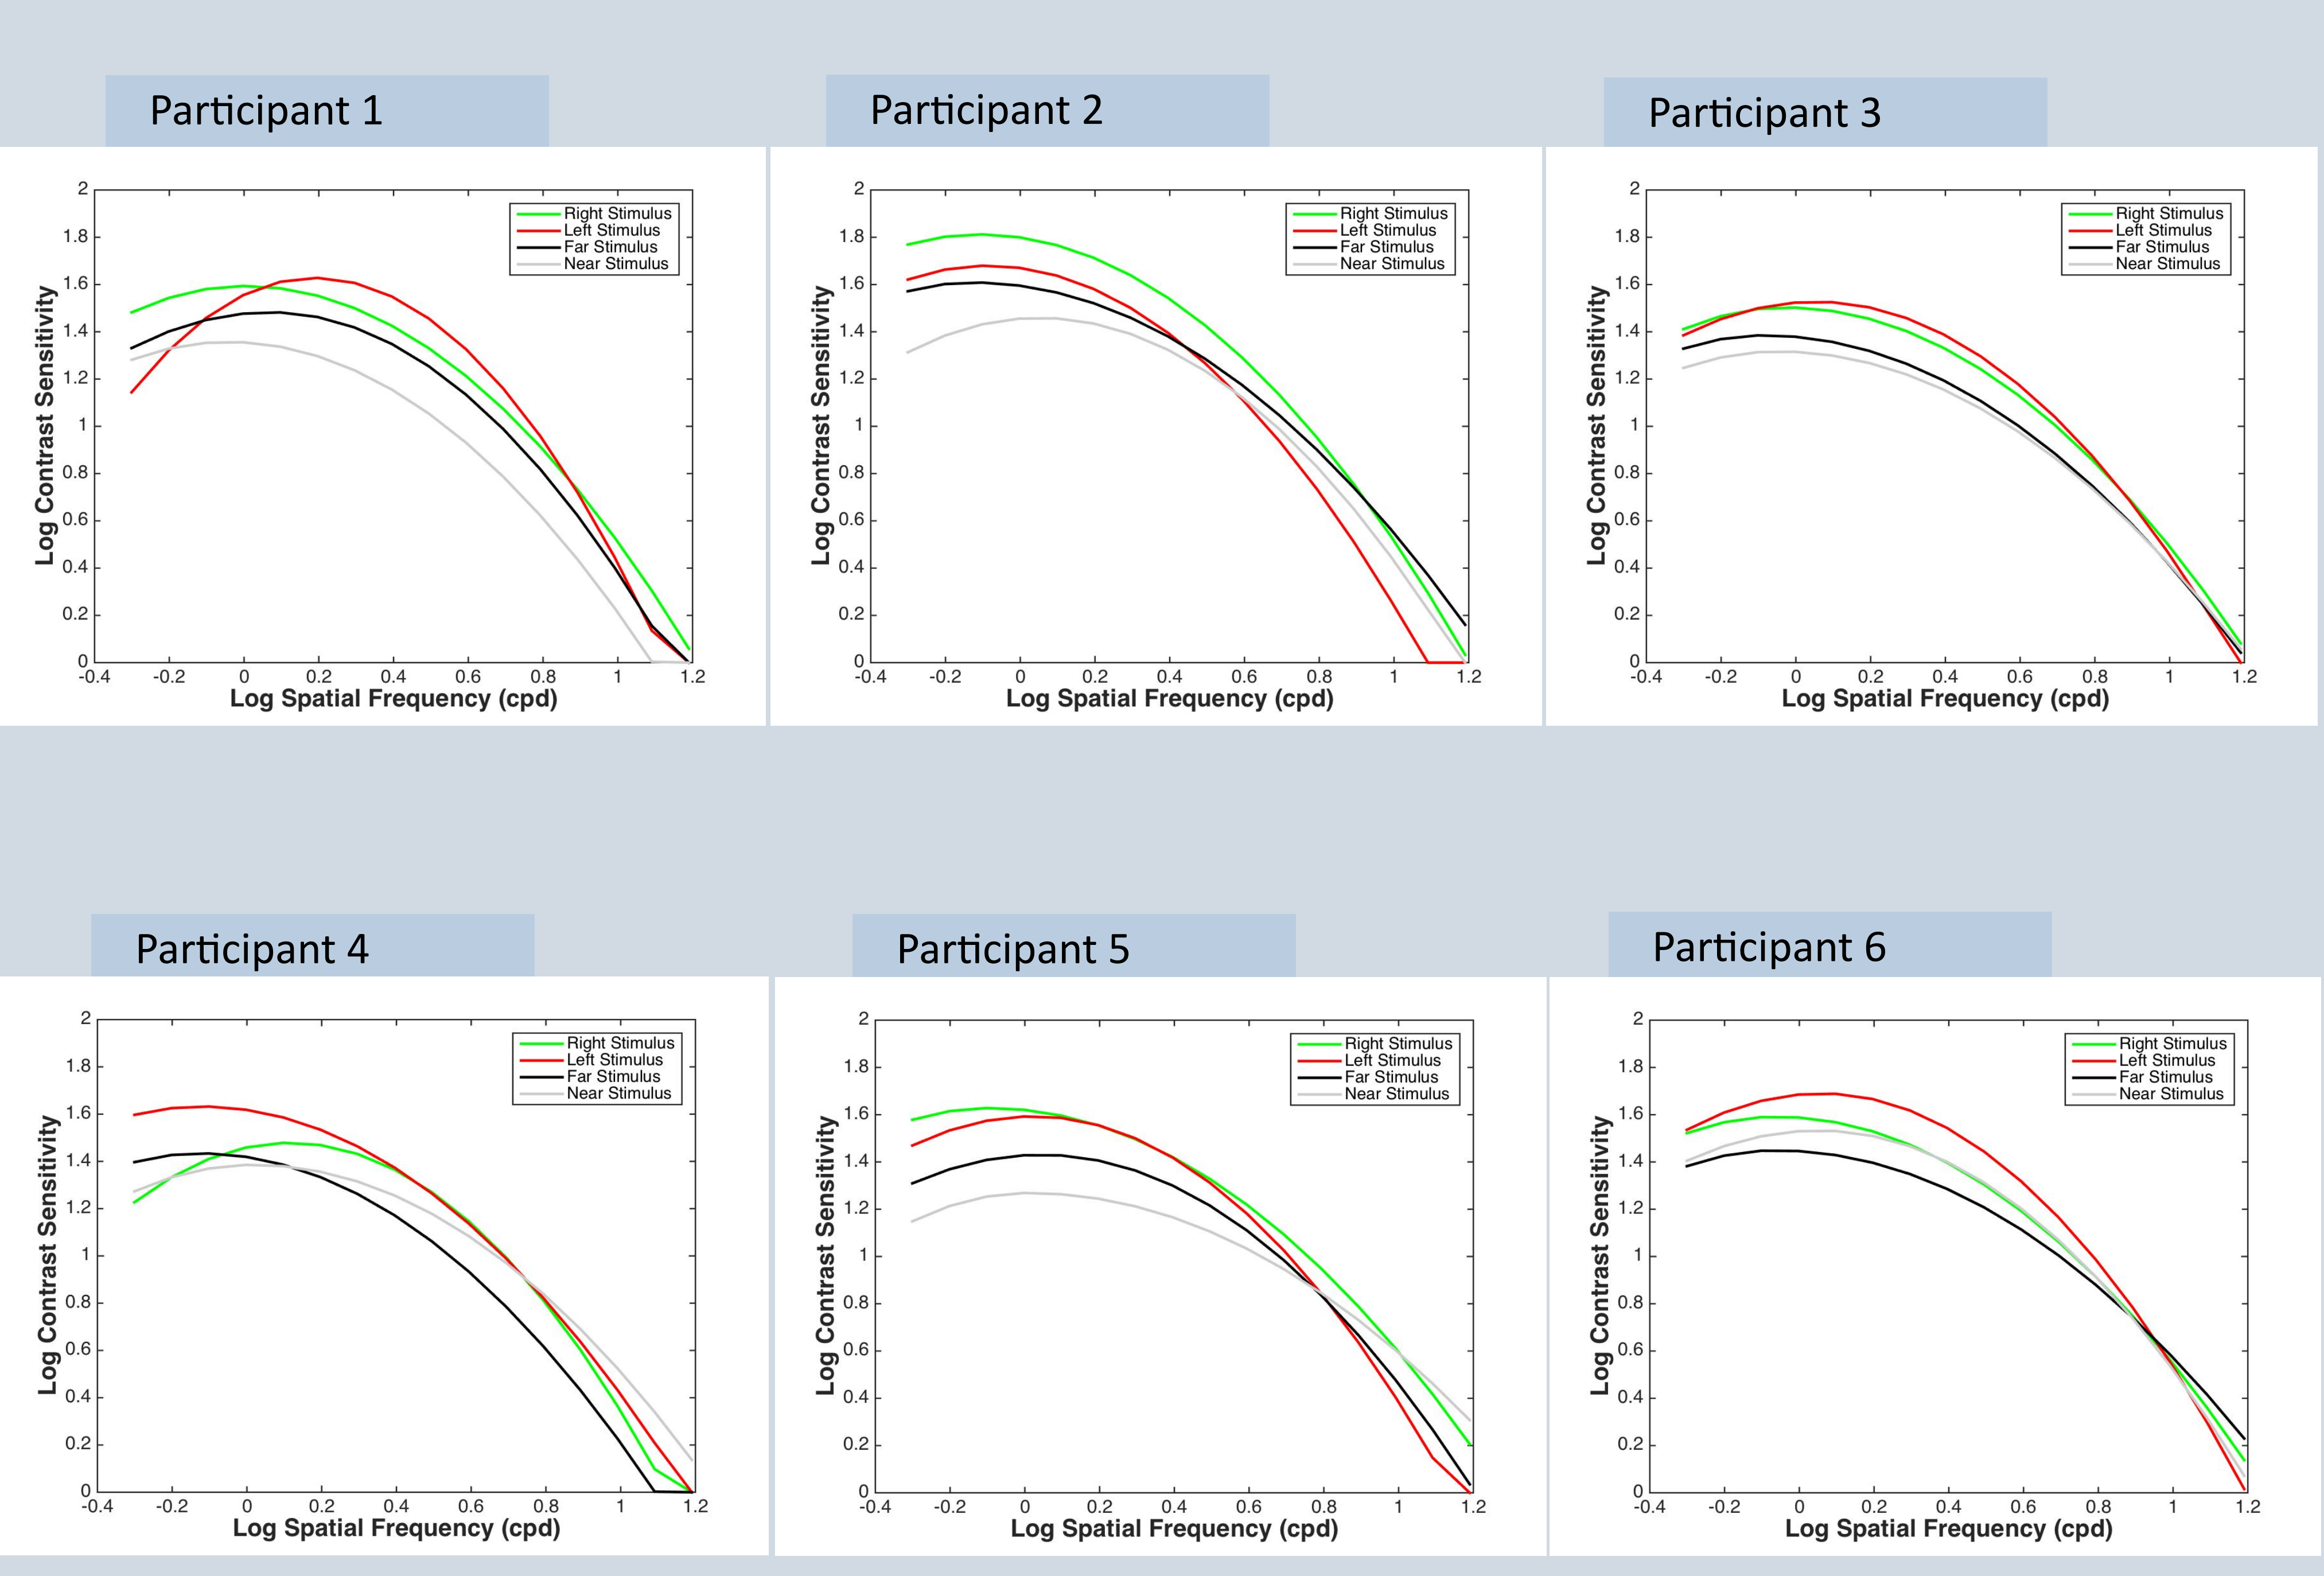 Participant 1
Participant 2
Participant 3
2
1.8
1.6
1.4
1.2
1
0.8
0.6
0.4
0.2
0
-0.4 -0.2 0 0.2 0.4 0.6 0.8 1 1.2
Log Contrast Sensitivity
Log Spatial Frequency (cpd)
Right Stimulus
Left Stimulus
Far Stimulus
Near Stimulus
2
1.8
1.6
1.4
1.2
1
0.8
0.6
0.4
0.2
0
-0.4 -0.2 0 0.2 0.4 0.6 0.8 1 1.2
Log Contrast Sensitivity
Log Spatial Frequency (cpd)
Right Stimulus
Left Stimulus
Far Stimulus
Near Stimulus
2
1.8
1.6
1.4
1.2
1
0.8
0.6
0.4
0.2
0
-0.4 -0.2 0 0.2 0.4 0.6 0.8 1 1.2
Log Contrast Sensitivity
Log Spatial Frequency (cpd)
Right Stimulus
Left Stimulus
Far Stimulus
Near Stimulus
Participant 4
Participant 5
Participant 6
2
1.8
1.6
1.4
1.2
1
0.8
0.6
0.4
0.2
0
-0.4 -0.2 0 0.2 0.4 0.6 0.8 1 1.2
Log Contrast Sensitivity
Log Spatial Frequency (cpd)
Right Stimulus
Left Stimulus
Far Stimulus
Near Stimulus
2
1.8
1.6
1.4
1.2
1
0.8
0.6
0.4
0.2
0
-0.4 -0.2 0 0.2 0.4 0.6 0.8 1 1.2
Log Contrast Sensitivity
Log Spatial Frequency (cpd)
Right Stimulus
Left Stimulus
Far Stimulus
Near Stimulus
2
1.8
1.6
1.4
1.2
1
0.8
0.6
0.4
0.2
0
-0.4 -0.2 0 0.2 0.4 0.6 0.8 1 1.2
Log Contrast Sensitivity
Log Spatial Frequency (cpd)
Right Stimulus
Left Stimulus
Far Stimulus
Near Stimulus